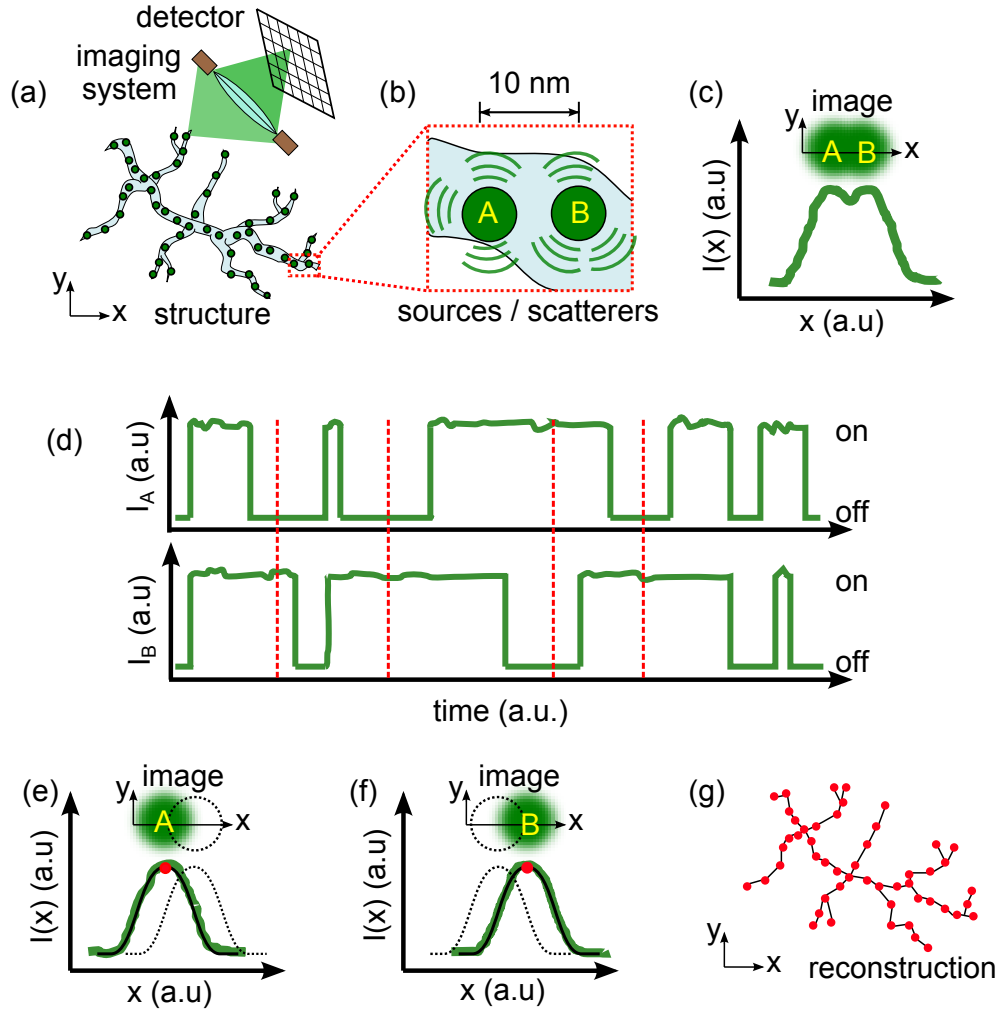 detector
imaging
system
(a)
y
x
structure
(b)
10 nm
A
B
sources / scatterers
(c)
image
y
A B
x
I(x) (a.u)
x (a.u)
(d)
I_A (a.u)
on
off
I_B (a.u)
on
off
time (a.u.)
(e)
image
y
A
x
I(x) (a.u)
x (a.u)
(f)
image
y
B
x
I(x) (a.u)
x (a.u)
(g)
y
x
reconstruction